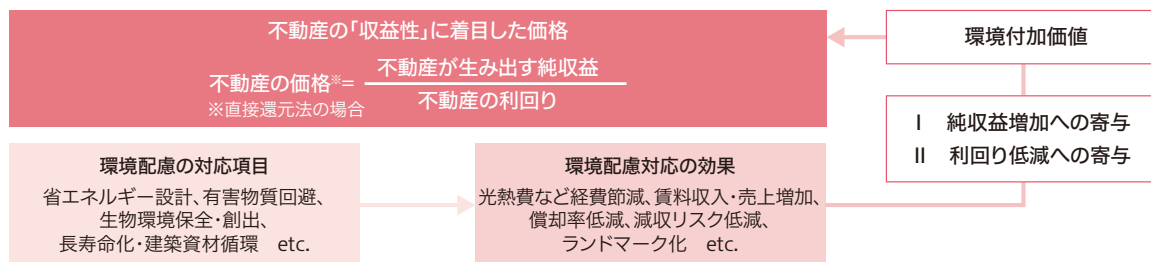 不動産の「収益性」に着目した価格
不動産の価格※=
不動産が生み出す純収益
不動産の利回り
※直接還元法の場合
環境付加価値
I 純収益増加への寄与
II 利回り低減への寄与
環境配慮の対応項目
省エネルギー設計、有害物質回避、
生物環境保全・創出、
長寿命化・建築資材循環 etc.
環境配慮対応の効果
光熱費など経費節減、賃料収入・売上増加、
償却率低減、減収リスク低減、
ランドマーク化 etc.